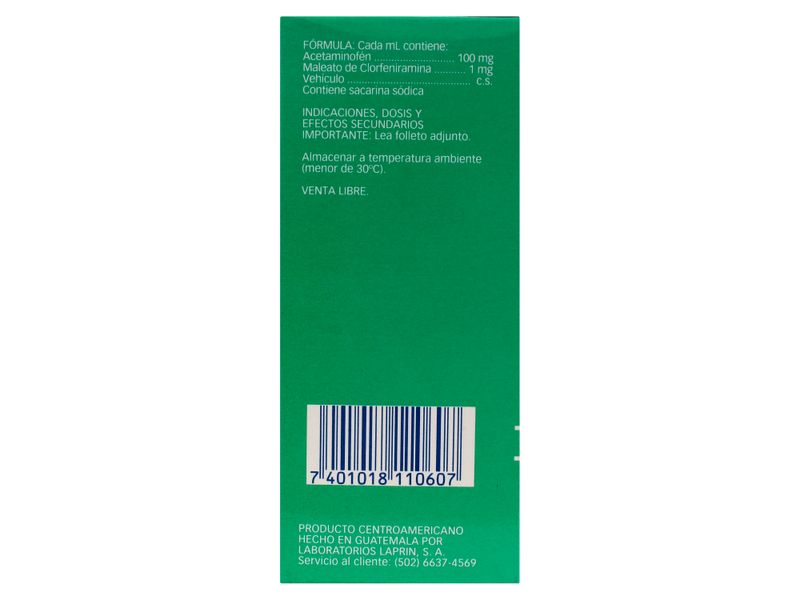 FÓRMULA: Cada mL contiene:
Acetaminofén .......................... 100 mg
Maleato de Clorfeniramina .......... 1 mg
Vehículo ........................................ c.s.
Contiene sacarina sódica
INDICACIONES, DOSIS Y
EFECTOS SECUNDARIOS
IMPORTANTE: Lea folleto adjunto.
Almacenar a temperatura ambiente
(menor de 30°C).
VENTA LIBRE.
7 401018 110607
PRODUCTO CENTROAMERICANO
HECHO EN GUATEMALA POR
LABORATORIOS LAPRIN, S. A.
Servicio al cliente: (502) 6637-4569